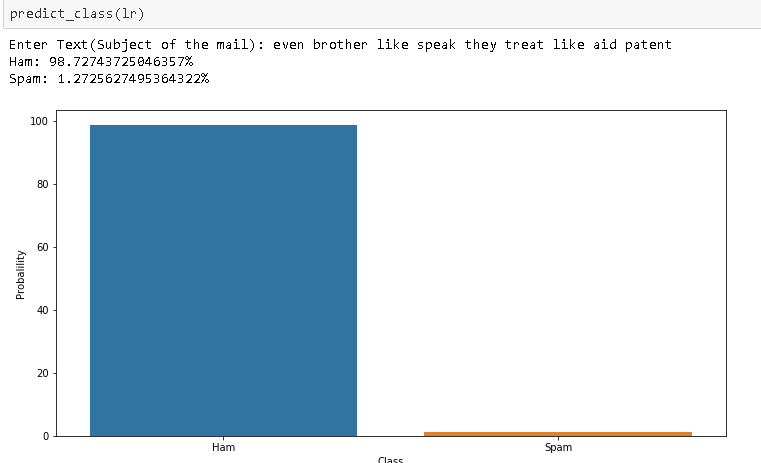 predict_class(lr)
Enter Text(Subject of the mail): even brother like speak they treat like aid patent
Ham: 98.72743725046357%
Spam: 1.2725627495364322%
100
80
60
40
20
0
Probalility
Ham Spam
Class